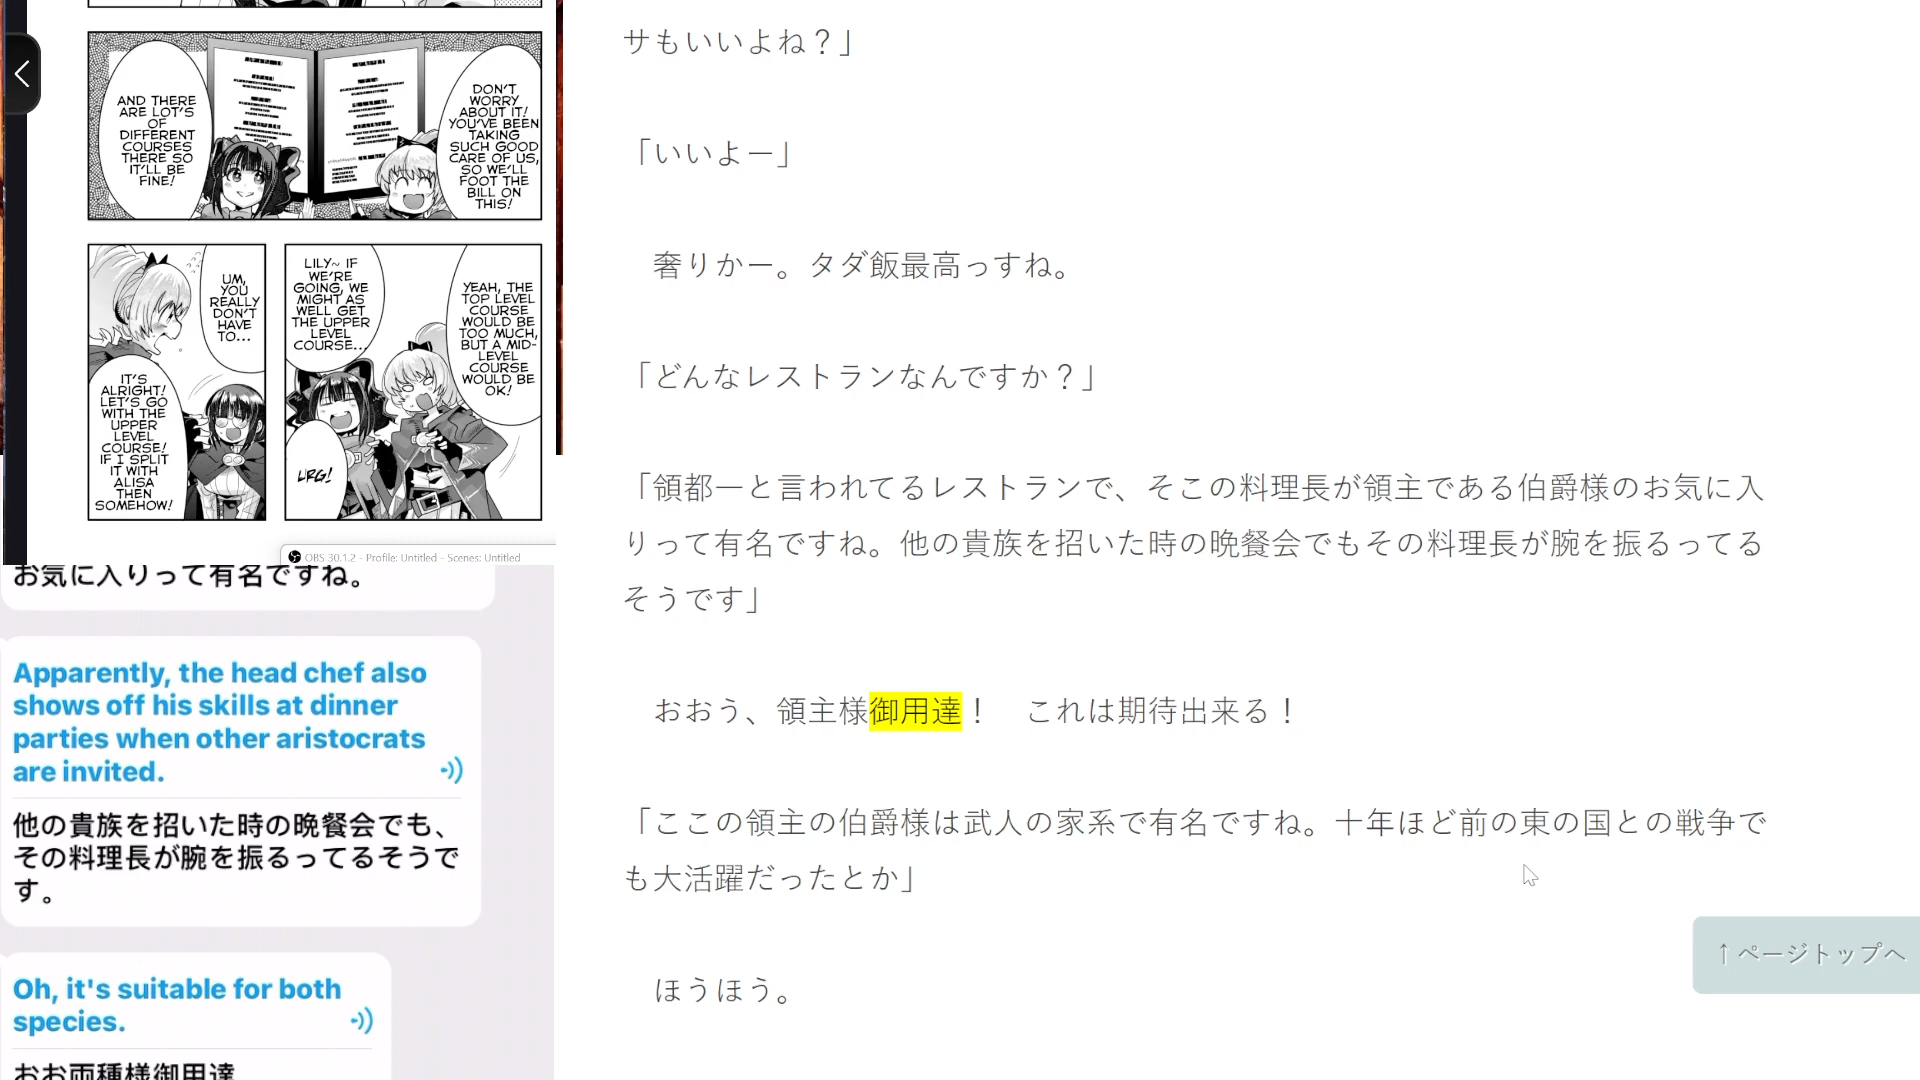 DON'T
WORRY
ABOUT IT!
YOU'VE BEEN
TAKING
SUCH GOOD
CARE OF US,
SO WE'LL
FOOT THE
BILL ON
THIS!
AND THERE
ARE LOT'S
OF
DIFFERENT
COURSES
THERE SO
IT'LL BE
FINE!
YEAH, THE
TOP LEVEL
COURSE
WOULD BE
TOO MUCH,
BUT A MID-
LEVEL
COURSE
WOULD BE
OK!
LILY~ IF
WE'RE
GOING, WE
MIGHT AS
WELL GET
THE UPPER
LEVEL
COURSE...
URG!
UM,
YOU
REALLY
DON'T
HAVE
TO...
IT'S
ALRIGHT!
LET'S GO
WITH THE
UPPER
LEVEL
COURSE!
IF I SPLIT
IT WITH
ALISA
THEN
SOMEHOW!
OBS 30.1.2 - Profile: Untitled - Scenes: Untitled
お気に入りって有名ですね。
Apparently, the head chef also
shows off his skills at dinner
parties when other aristocrats
are invited.
他の貴族を招いた時の晩餐会でも、
その料理長が腕を振るってるそうで
す。
Oh, it's suitable for both
species.
おお両種様御用達
サもいいよね？」
「いいよー」
奢りかー。タダ飯最高っすね。
「どんなレストランなんですか？」
「領都一と言われてるレストランで、そこの料理長が領主である伯爵様のお気に入
りって有名ですね。他の貴族を招いた時の晩餐会でもその料理長が腕を振るってる
そうです」
おおう、領主様御用達！　これは期待出来る！
「ここの領主の伯爵様は武人の家系で有名ですね。十年ほど前の東の国との戦争で
も大活躍だったとか」
ほうほう。
↑ページトップへ